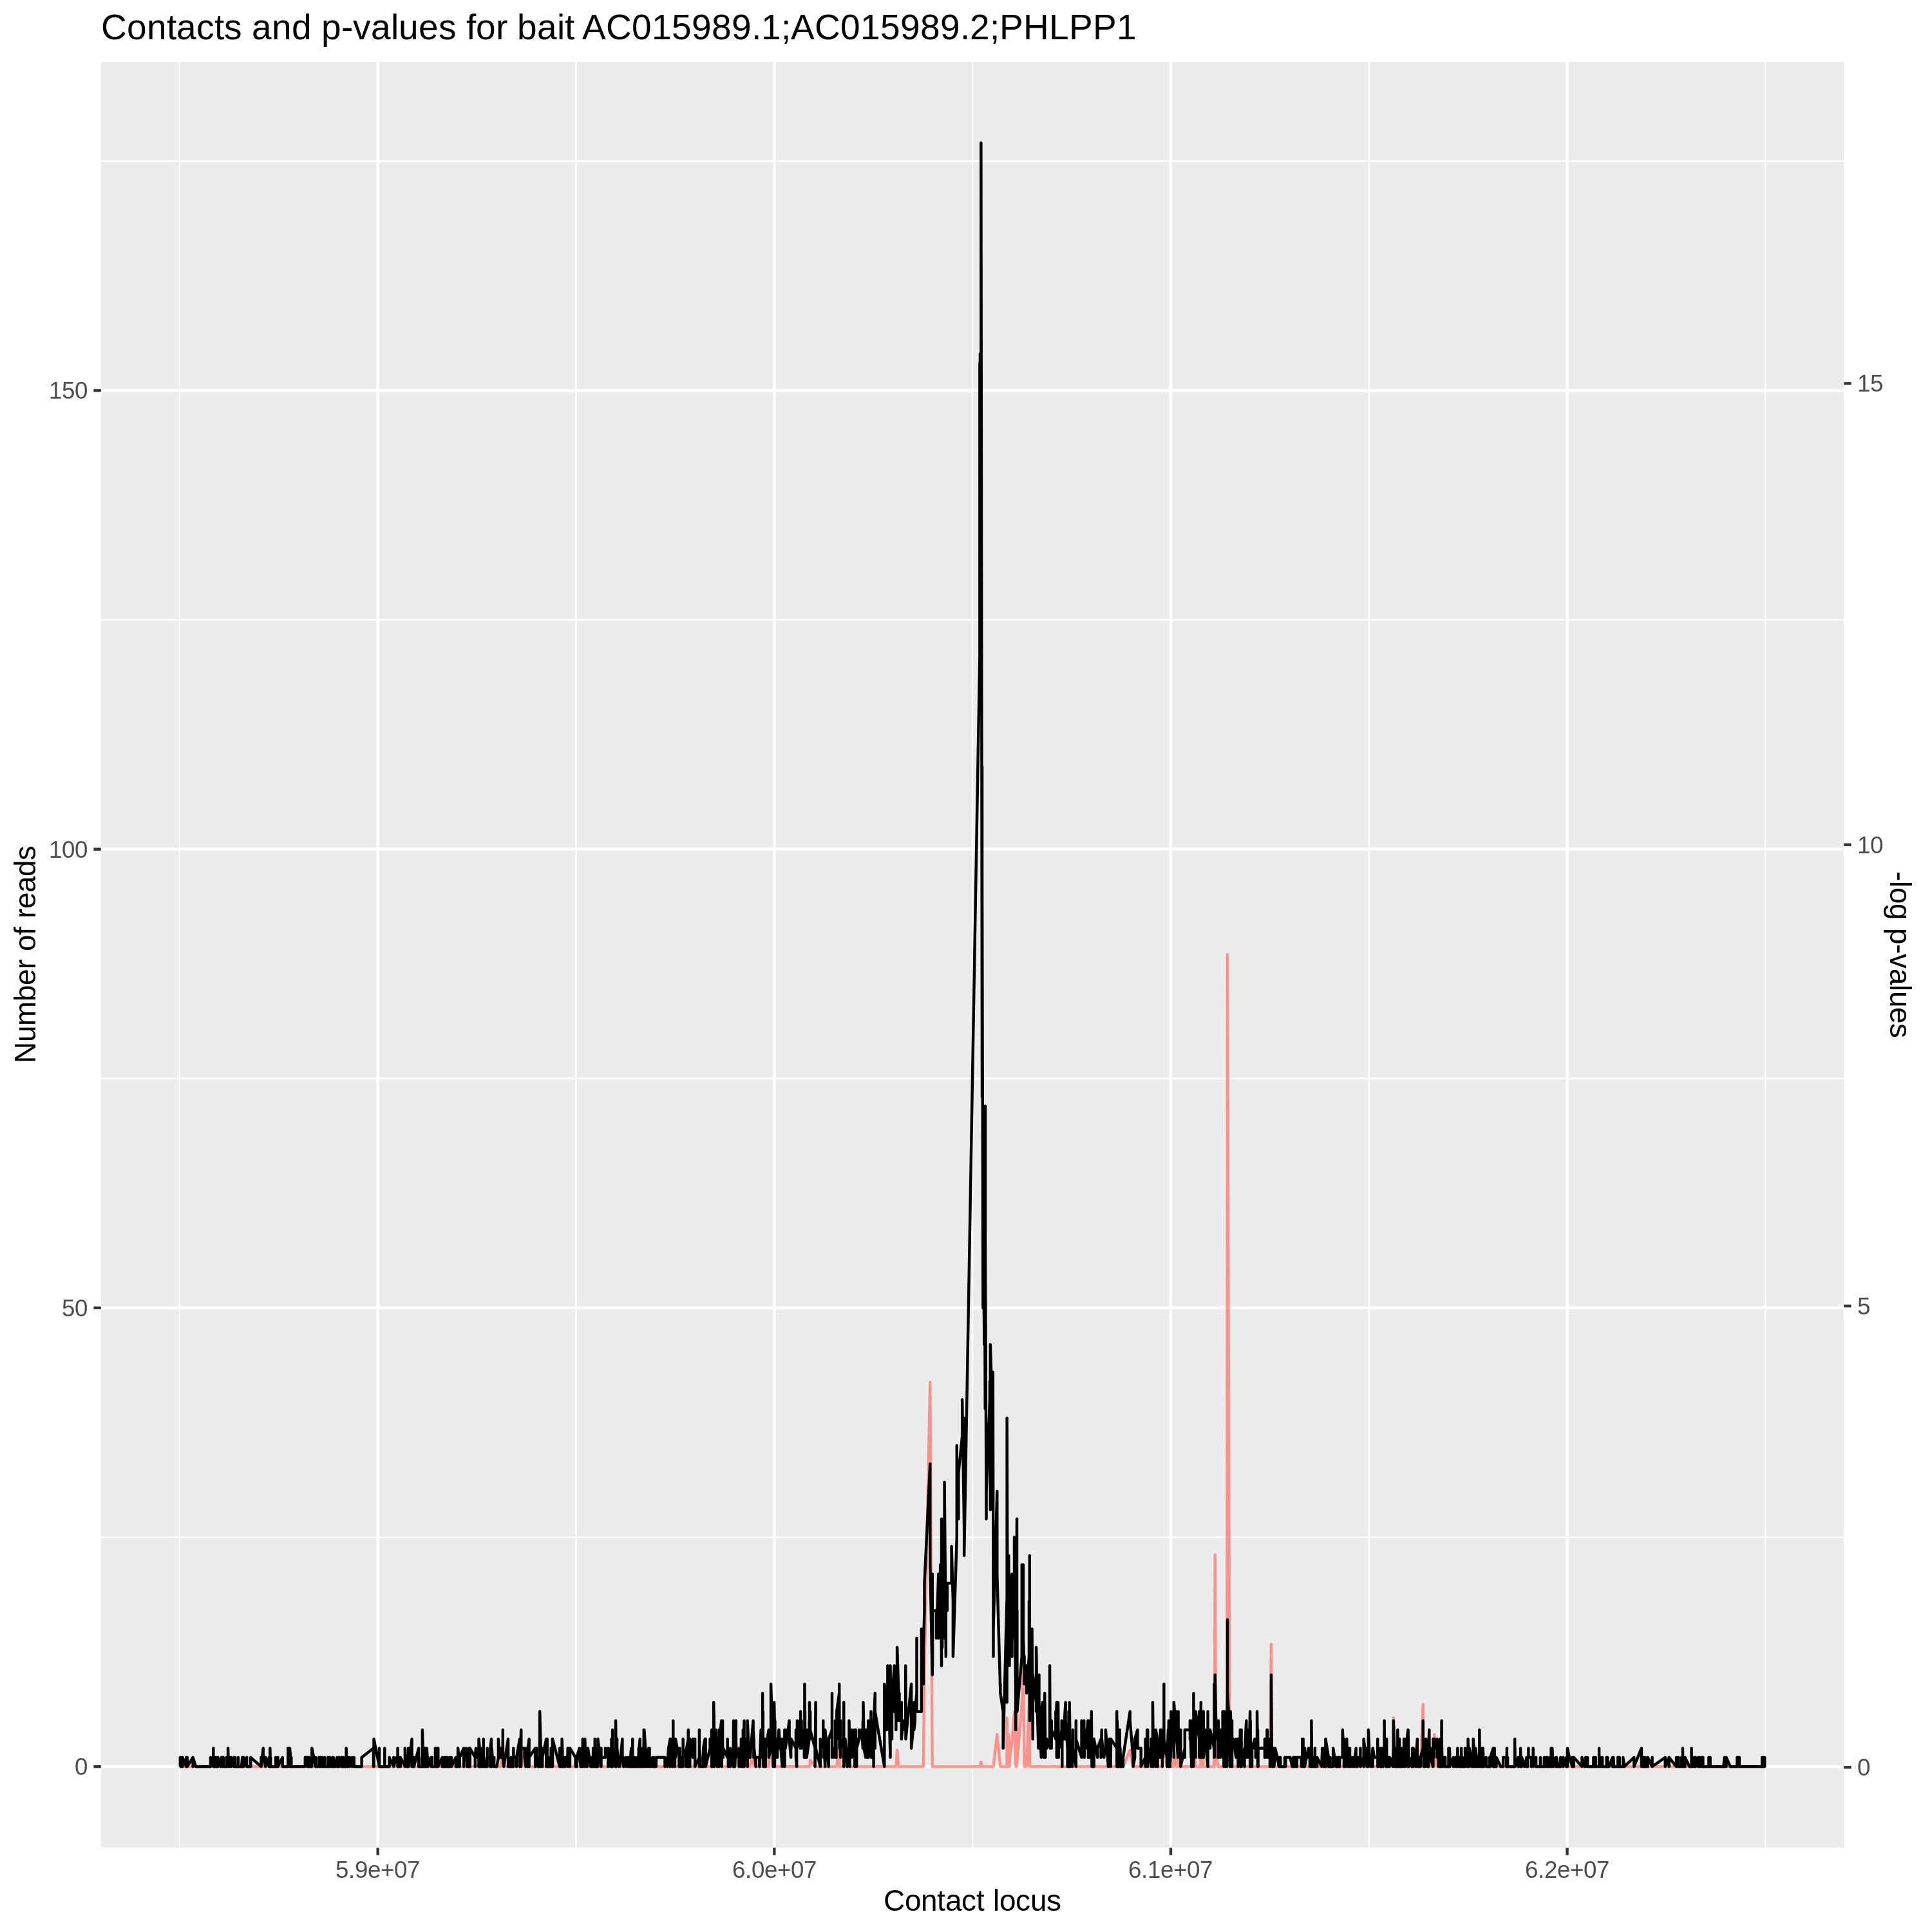 Contacts and p-values for bait AC015989.1;AC015989.2;PHLPP1
150
100
50
0
Number of reads
15
10
5
0
-log p-values
5.9e+07
6.0e+07
6.1e+07
6.2e+07
Contact locus